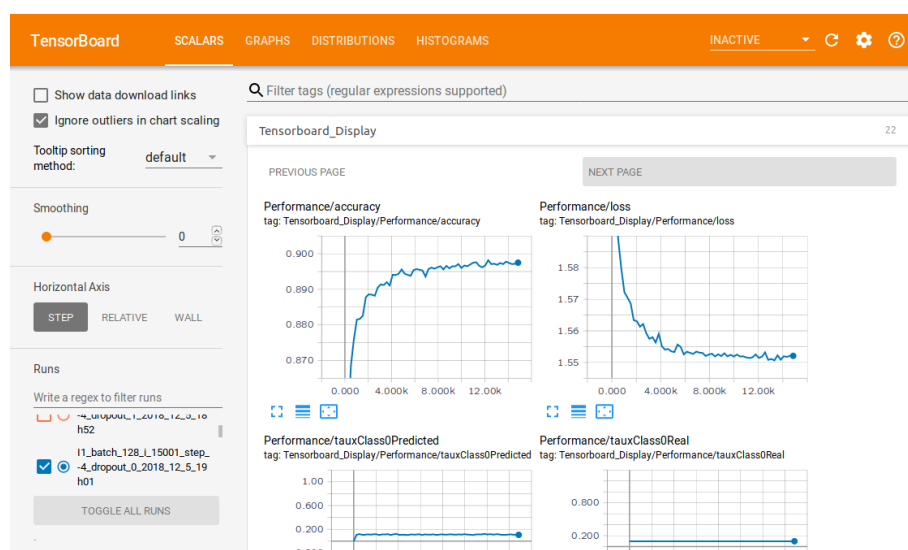 TensorBoard SCALARS GRAPHS DISTRIBUTIONS HISTOGRAMS INACTIVE
Show data download links
Ignore outliers in chart scaling
Tooltip sorting
method:
default
Smoothing
0
Horizontal Axis
STEP RELATIVE WALL
Runs
Write a regex to filter runs
-4_dropout_1_2018_12_5_18
h52
I1_batch_128_i_15001_step_
-4_dropout_0_2018_12_5_19
h01
TOGGLE ALL RUNS
.
Filter tags (regular expressions supported)
Tensorboard_Display 22
PREVIOUS PAGE NEXT PAGE
Performance/accuracy
tag: Tensorboard_Display/Performance/accuracy
0.900
0.890
0.880
0.870
0.000 4.000k 8.000k 12.00k
Performance/loss
tag: Tensorboard_Display/Performance/loss
1.58
1.57
1.56
1.55
0.000 4.000k 8.000k 12.00k
Performance/tauxClass0Predicted
tag: Tensorboard_Display/Performance/tauxClass0Predicted
1.00
0.600
0.200
Performance/tauxClass0Real
tag: Tensorboard_Display/Performance/tauxClass0Real
0.800
0.200